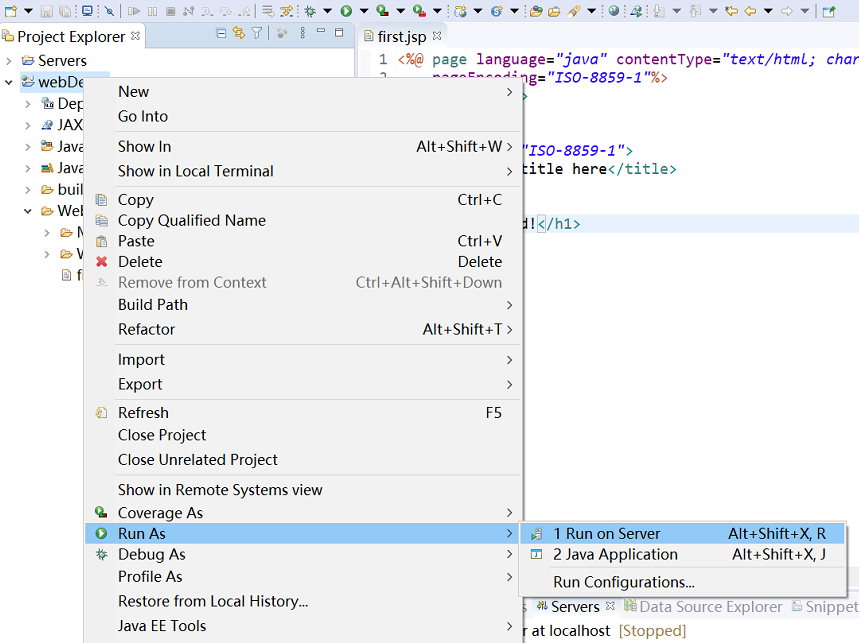 Project Explorer
first.jsp
Servers
1 <%@ page language="java" contentType="text/html; char
webDe
pageEncoding="ISO-8859-1"%>
Dep
JAX
Java
Java
buil
Web
"ISO-8859-1">
title here</title>
d!</h1>
New
Go Into
Show In Alt+Shift+W
Show in Local Terminal
Copy Ctrl+C
Copy Qualified Name
Paste Ctrl+V
Delete Delete
Remove from Context Ctrl+Alt+Shift+Down
Build Path
Refactor Alt+Shift+T
Import
Export
Refresh F5
Close Project
Close Unrelated Project
Show in Remote Systems view
Coverage As
Run As
Debug As
Profile As
Restore from Local History...
Java EE Tools
1 Run on Server Alt+Shift+X, R
2 Java Application Alt+Shift+X, J
Run Configurations...
s Servers Data Source Explorer Snippet
r at localhost [Stopped]